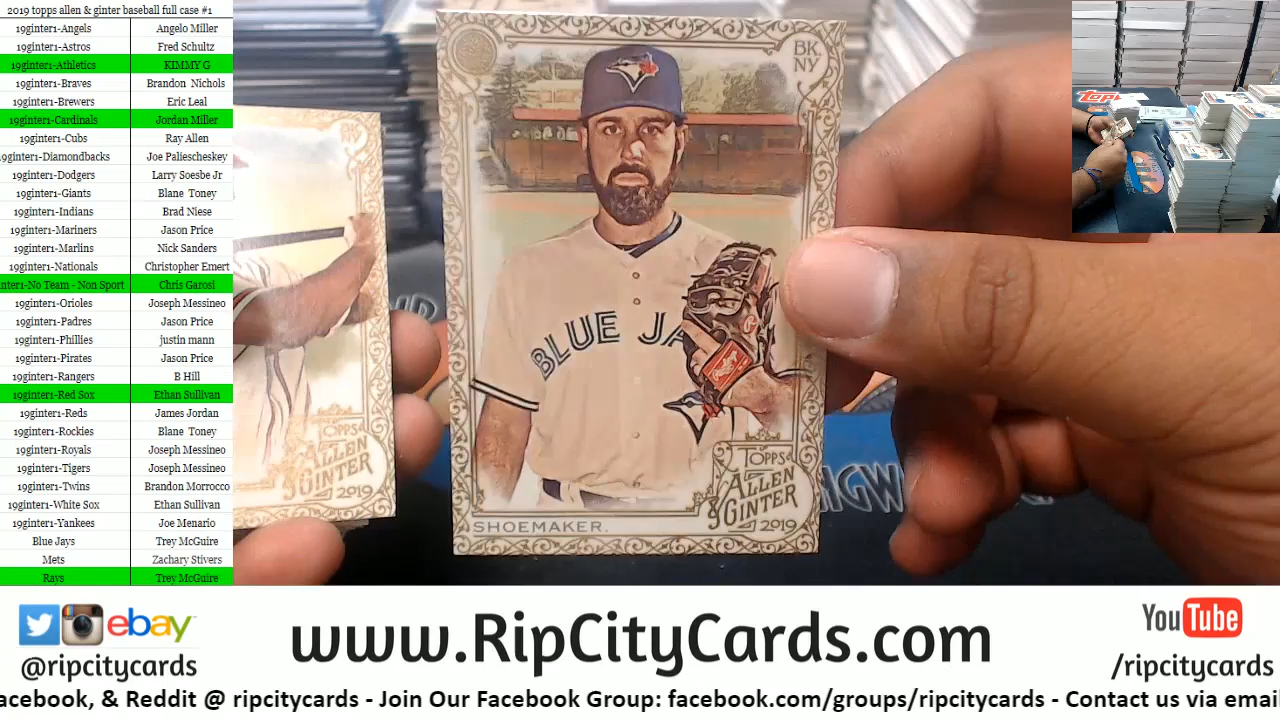 2019 topps allen & ginter baseball full case #1
19ginter1-Angels Angelo Miller
19ginter1-Astros Fred Schultz
19ginter1-Athletics KIMMY G
19ginter1-Braves Brandon Nichols
19ginter1-Brewers Eric Leal
19ginter1-Cardinals Jordan Miller
19ginter1-Cubs Ray Allen
9ginter1-Diamondbacks Joe Paliescheskey
19ginter1-Dodgers Larry Soesbe Jr
19ginter1-Giants Blane Toney
19ginter1-Indians Brad Niese
19ginter1-Mariners Jason Price
19ginter1-Marlins Nick Sanders
19ginter1-Nationals Christopher Emert
nter1-No Team - Non Sport Chris Garosi
19ginter1-Orioles Joseph Messineo
19ginter1-Padres Jason Price
19ginter1-Phillies justin mann
19ginter1-Pirates Jason Price
19ginter1-Rangers B Hill
19ginter1-Red Sox Ethan Sullivan
19ginter1-Reds James Jordan
19ginter1-Rockies Blane Toney
19ginter1-Royals Joseph Messineo
19ginter1-Tigers Joseph Messineo
19ginter1-Twins Brandon Morrocco
19ginter1-White Sox Ethan Sullivan
19ginter1-Yankees Joe Menario
Blue Jays Trey McGuire
Mets Zachary Stivers
Rays Trey McGuire
BK
NY
BLUE JA
TOPPS
ALLEN
& GINTER
2019
SHOEMAKER.
TOPPS
ALLEN
& GINTER
2019
Topps
ebay
@ripcitycards
www.RipCityCards.com
YouTube
/ripcitycards
acebook, & Reddit @ ripcitycards - Join Our Facebook Group: facebook.com/groups/ripcitycards - Contact us via email